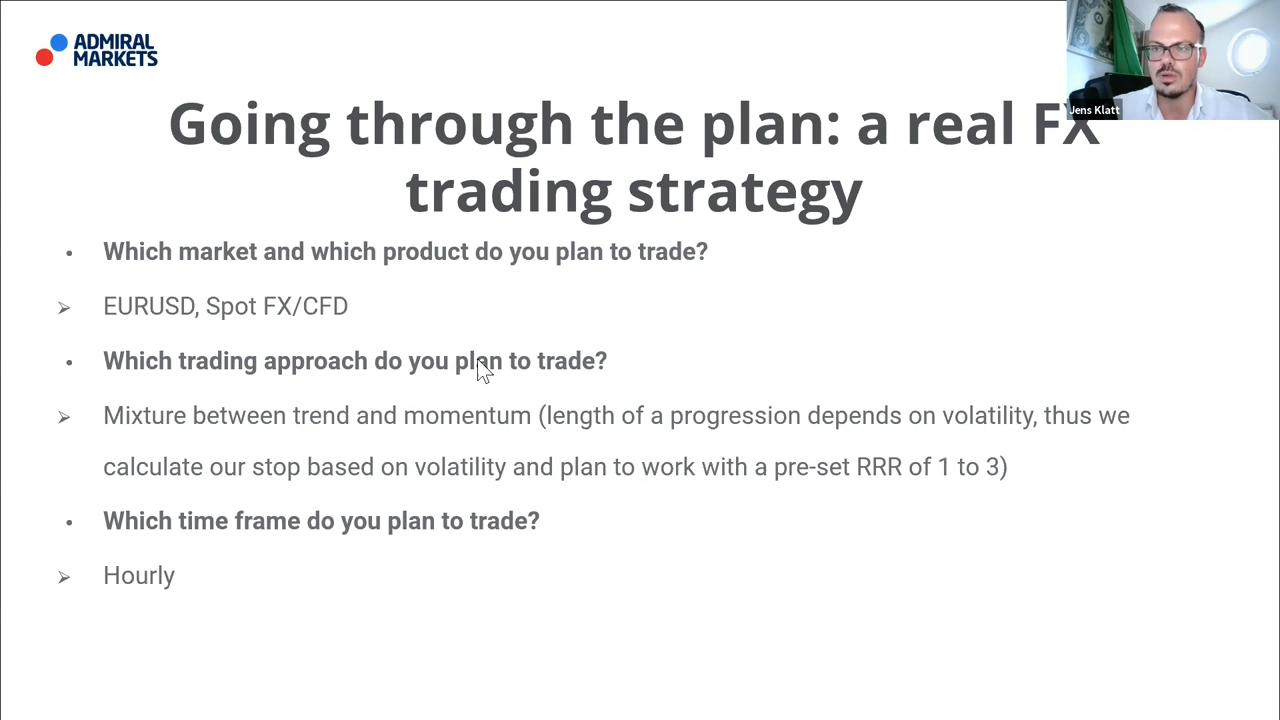 ADMIRAL
MARKETS
Jens Klatt
Going through the plan: a real FX
trading strategy
• Which market and which product do you plan to trade?
➢ EURUSD, Spot FX/CFD
• Which trading approach do you plan to trade?
➢ Mixture between trend and momentum (length of a progression depends on volatility, thus we
calculate our stop based on volatility and plan to work with a pre-set RRR of 1 to 3)
• Which time frame do you plan to trade?
➢ Hourly